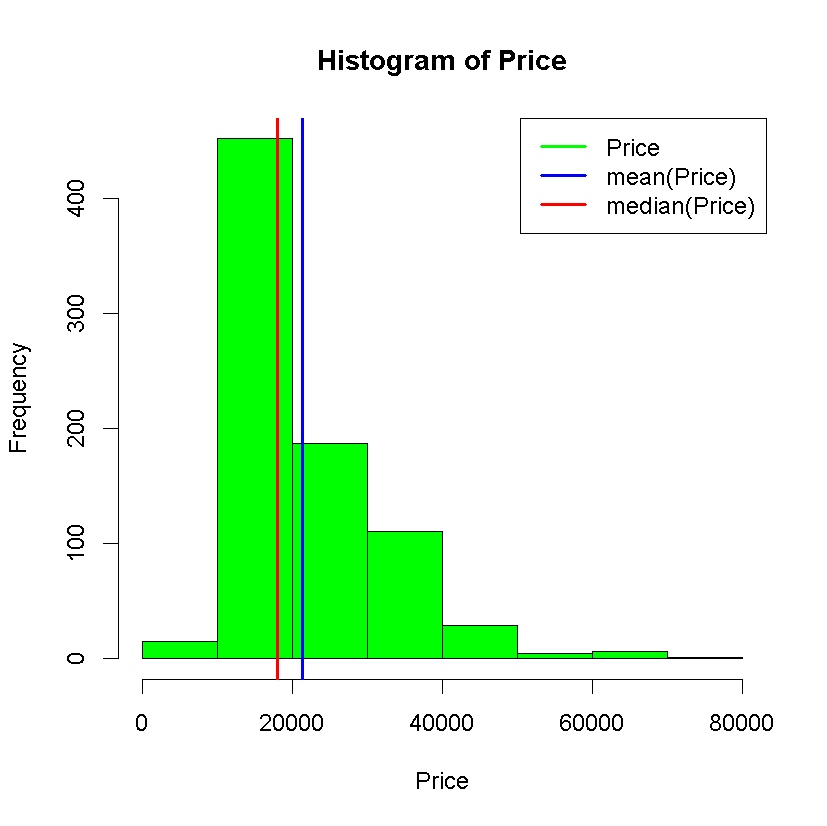 Histogram of Price
Price
mean(Price)
median(Price)
Frequency
400
300
200
100
0
0 20000 40000 60000 80000
Price